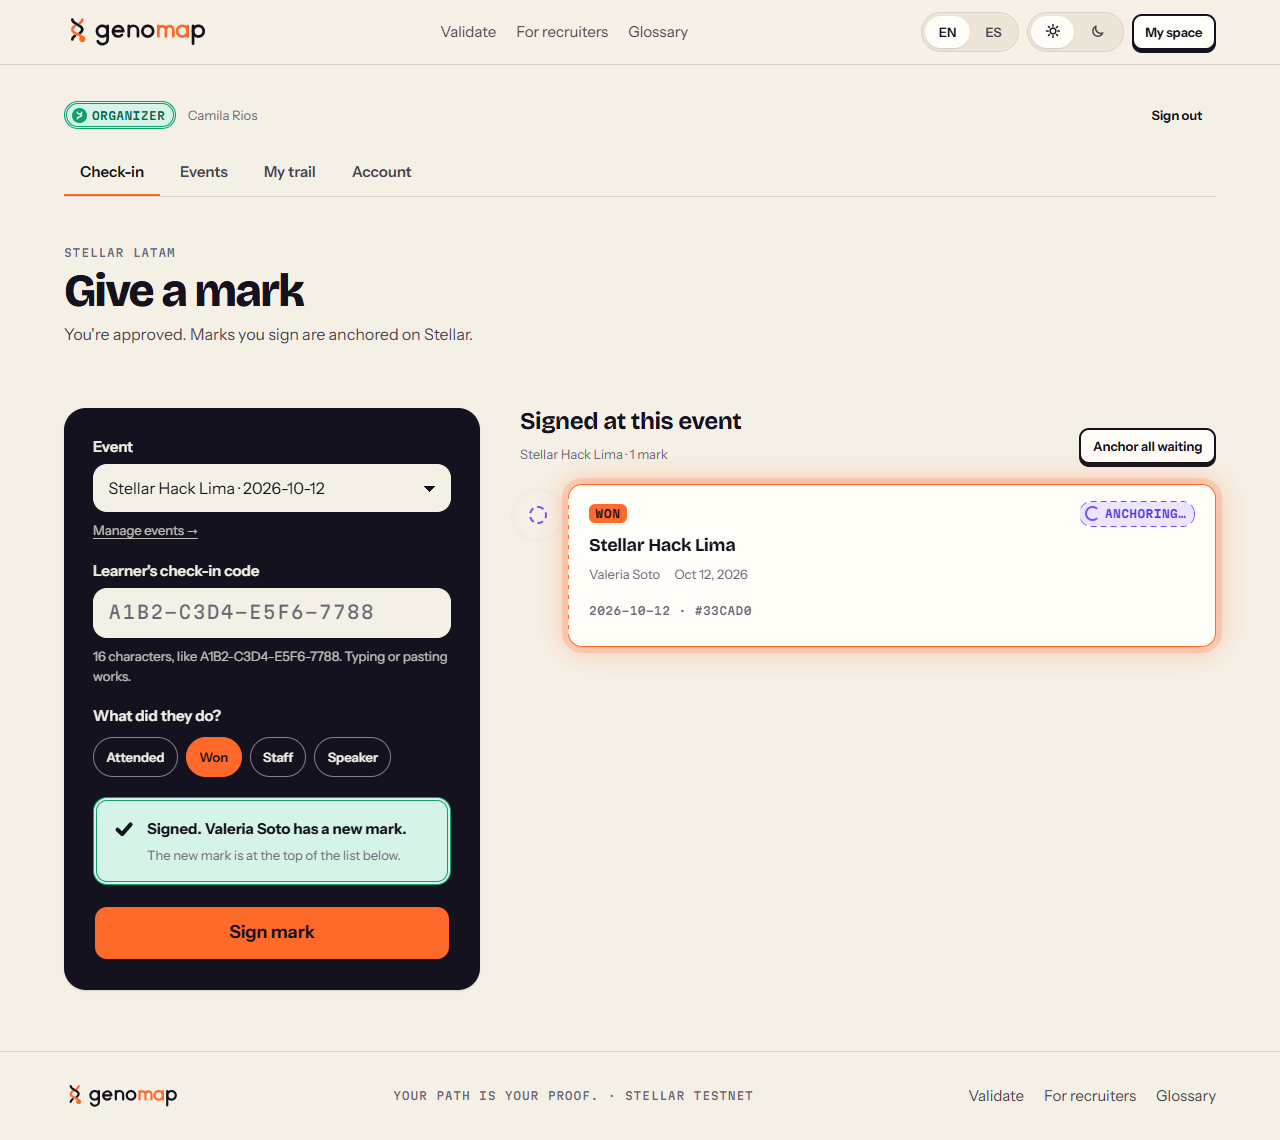 genomap
Validate
For recruiters
Glossary
EN
ES
My space
ORGANIZER
Camila Rios
Sign out
Check-in
Events
My trail
Account
STELLAR LATAM
Give a mark
You're approved. Marks you sign are anchored on Stellar.
Event
Stellar Hack Lima · 2026-10-12
Manage events →
Learner's check-in code
A1B2-C3D4-E5F6-7788
16 characters, like A1B2-C3D4-E5F6-7788. Typing or pasting
works.
What did they do?
Attended
Won
Staff
Speaker
Signed. Valeria Soto has a new mark.
The new mark is at the top of the list below.
Sign mark
Signed at this event
Stellar Hack Lima · 1 mark
Anchor all waiting
WON
ANCHORING…
Stellar Hack Lima
Valeria Soto
Oct 12, 2026
2026-10-12 · #33CAD0
genomap
YOUR PATH IS YOUR PROOF. · STELLAR TESTNET
Validate
For recruiters
Glossary